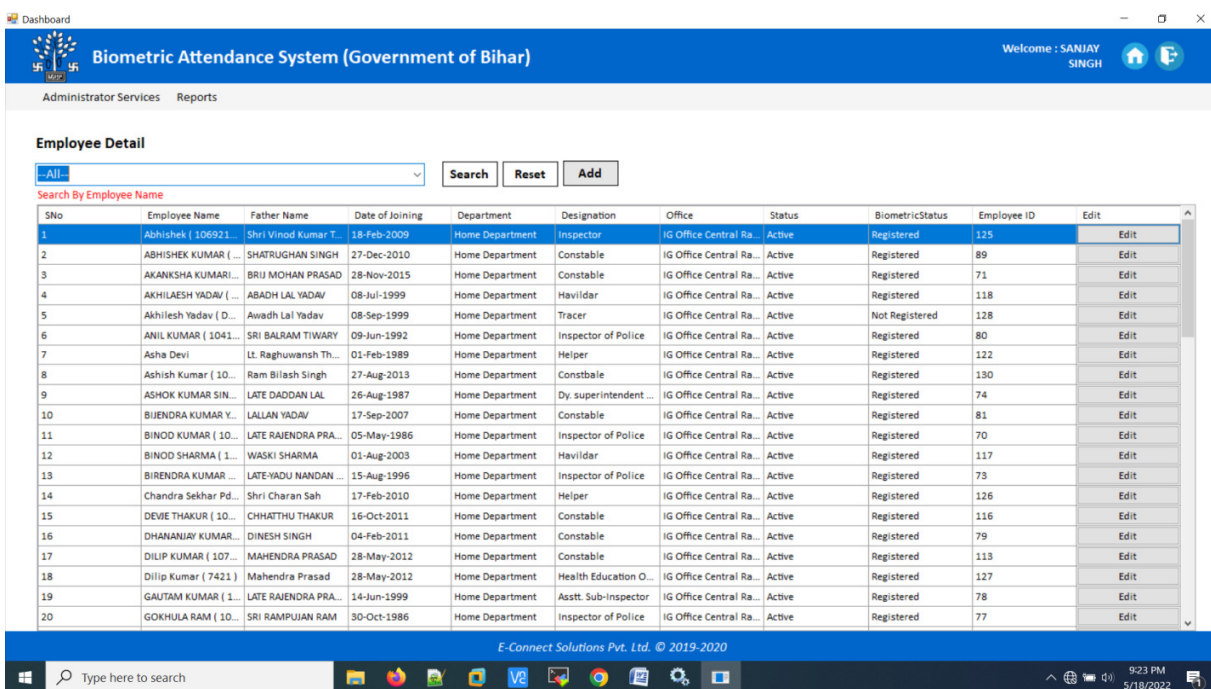 Dashboard
Biometric Attendance System (Government of Bihar)
Welcome : SANJAY
SINGH
Administrator Services Reports
Employee Detail
--All--
Search Reset Add
Search By Employee Name
SNo Employee Name Father Name Date of Joining Department Designation Office Status BiometricStatus Employee ID Edit
1 Abhishek ( 106921... Shri Vinod Kumar T... 18-Feb-2009 Home Department Inspector IG Office Central Ra... Active Registered 125 Edit
2 ABHISHEK KUMAR ( ... SHATRUGHAN SINGH 27-Dec-2010 Home Department Constable IG Office Central Ra... Active Registered 89 Edit
3 AKANKSHA KUMARI... BRIJ MOHAN PRASAD 28-Nov-2015 Home Department Constable IG Office Central Ra... Active Registered 71 Edit
4 AKHILAESH YADAV ( ... ABADH LAL YADAV 08-Jul-1999 Home Department Havildar IG Office Central Ra... Active Registered 118 Edit
5 Akhilesh Yadav ( D... Awadh Lal Yadav 08-Sep-1999 Home Department Tracer IG Office Central Ra... Active Not Registered 128 Edit
6 ANIL KUMAR ( 1041... SRI BALRAM TIWARY 09-Jun-1992 Home Department Inspector of Police IG Office Central Ra... Active Registered 80 Edit
7 Asha Devi Lt. Raghuwansh Th... 01-Feb-1989 Home Department Helper IG Office Central Ra... Active Registered 122 Edit
8 Ashish Kumar ( 10... Ram Bilash Singh 27-Aug-2013 Home Department Constbale IG Office Central Ra... Active Registered 130 Edit
9 ASHOK KUMAR SIN... LATE DADDAN LAL 26-Aug-1987 Home Department Dy. superintendent ... IG Office Central Ra... Active Registered 74 Edit
10 BIJENDRA KUMAR Y... LALLAN YADAV 17-Sep-2007 Home Department Constable IG Office Central Ra... Active Registered 81 Edit
11 BINOD KUMAR ( 10... LATE RAJENDRA PRA... 05-May-1986 Home Department Inspector of Police IG Office Central Ra... Active Registered 70 Edit
12 BINOD SHARMA ( 1... WASKI SHARMA 01-Aug-2003 Home Department Havildar IG Office Central Ra... Active Registered 117 Edit
13 BIRENDRA KUMAR ... LATE-YADU NANDAN ... 15-Aug-1996 Home Department Inspector of Police IG Office Central Ra... Active Registered 73 Edit
14 Chandra Sekhar Pd... Shri Charan Sah 17-Feb-2010 Home Department Helper IG Office Central Ra... Active Registered 126 Edit
15 DEVJE THAKUR ( 10... CHHATTHU THAKUR 16-Oct-2011 Home Department Constable IG Office Central Ra... Active Registered 116 Edit
16 DHANANJAY KUMAR... DINESH SINGH 04-Feb-2011 Home Department Constable IG Office Central Ra... Active Registered 79 Edit
17 DILIP KUMAR ( 107... MAHENDRA PRASAD 28-May-2012 Home Department Constable IG Office Central Ra... Active Registered 113 Edit
18 Dilip Kumar ( 7421 ) Mahendra Prasad 28-May-2012 Home Department Health Education O... IG Office Central Ra... Active Registered 127 Edit
19 GAUTAM KUMAR ( 1... LATE RAJENDRA PRA... 14-Jun-1999 Home Department Asstt. Sub-Inspector IG Office Central Ra... Active Registered 78 Edit
20 GOKHULA RAM ( 10... SRI RAMPUJAN RAM 30-Oct-1986 Home Department Inspector of Police IG Office Central Ra... Active Registered 77 Edit
E-Connect Solutions Pvt. Ltd. © 2019-2020
Type here to search
9:23 PM
5/18/2022